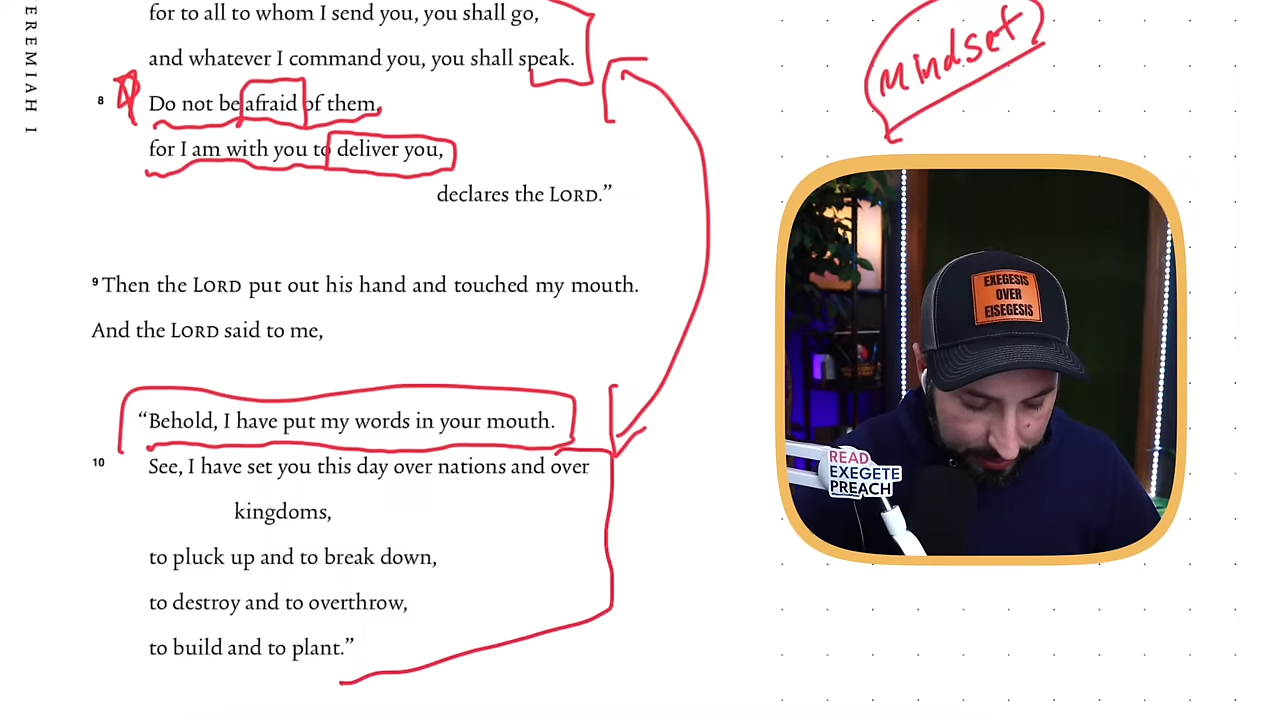 JEREMIAH 1
for to all to whom I send you, you shall go,
and whatever I command you, you shall speak.
8 Do not be afraid of them,
for I am with you to deliver you,
declares the LORD.”
9 Then the LORD put out his hand and touched my mouth.
And the LORD said to me,
“Behold, I have put my words in your mouth.
10 See, I have set you this day over nations and over
kingdoms,
to pluck up and to break down,
to destroy and to overthrow,
to build and to plant.”
mindset
EXEGESIS
OVER
EISEGESIS
READ
EXEGETE
PREACH